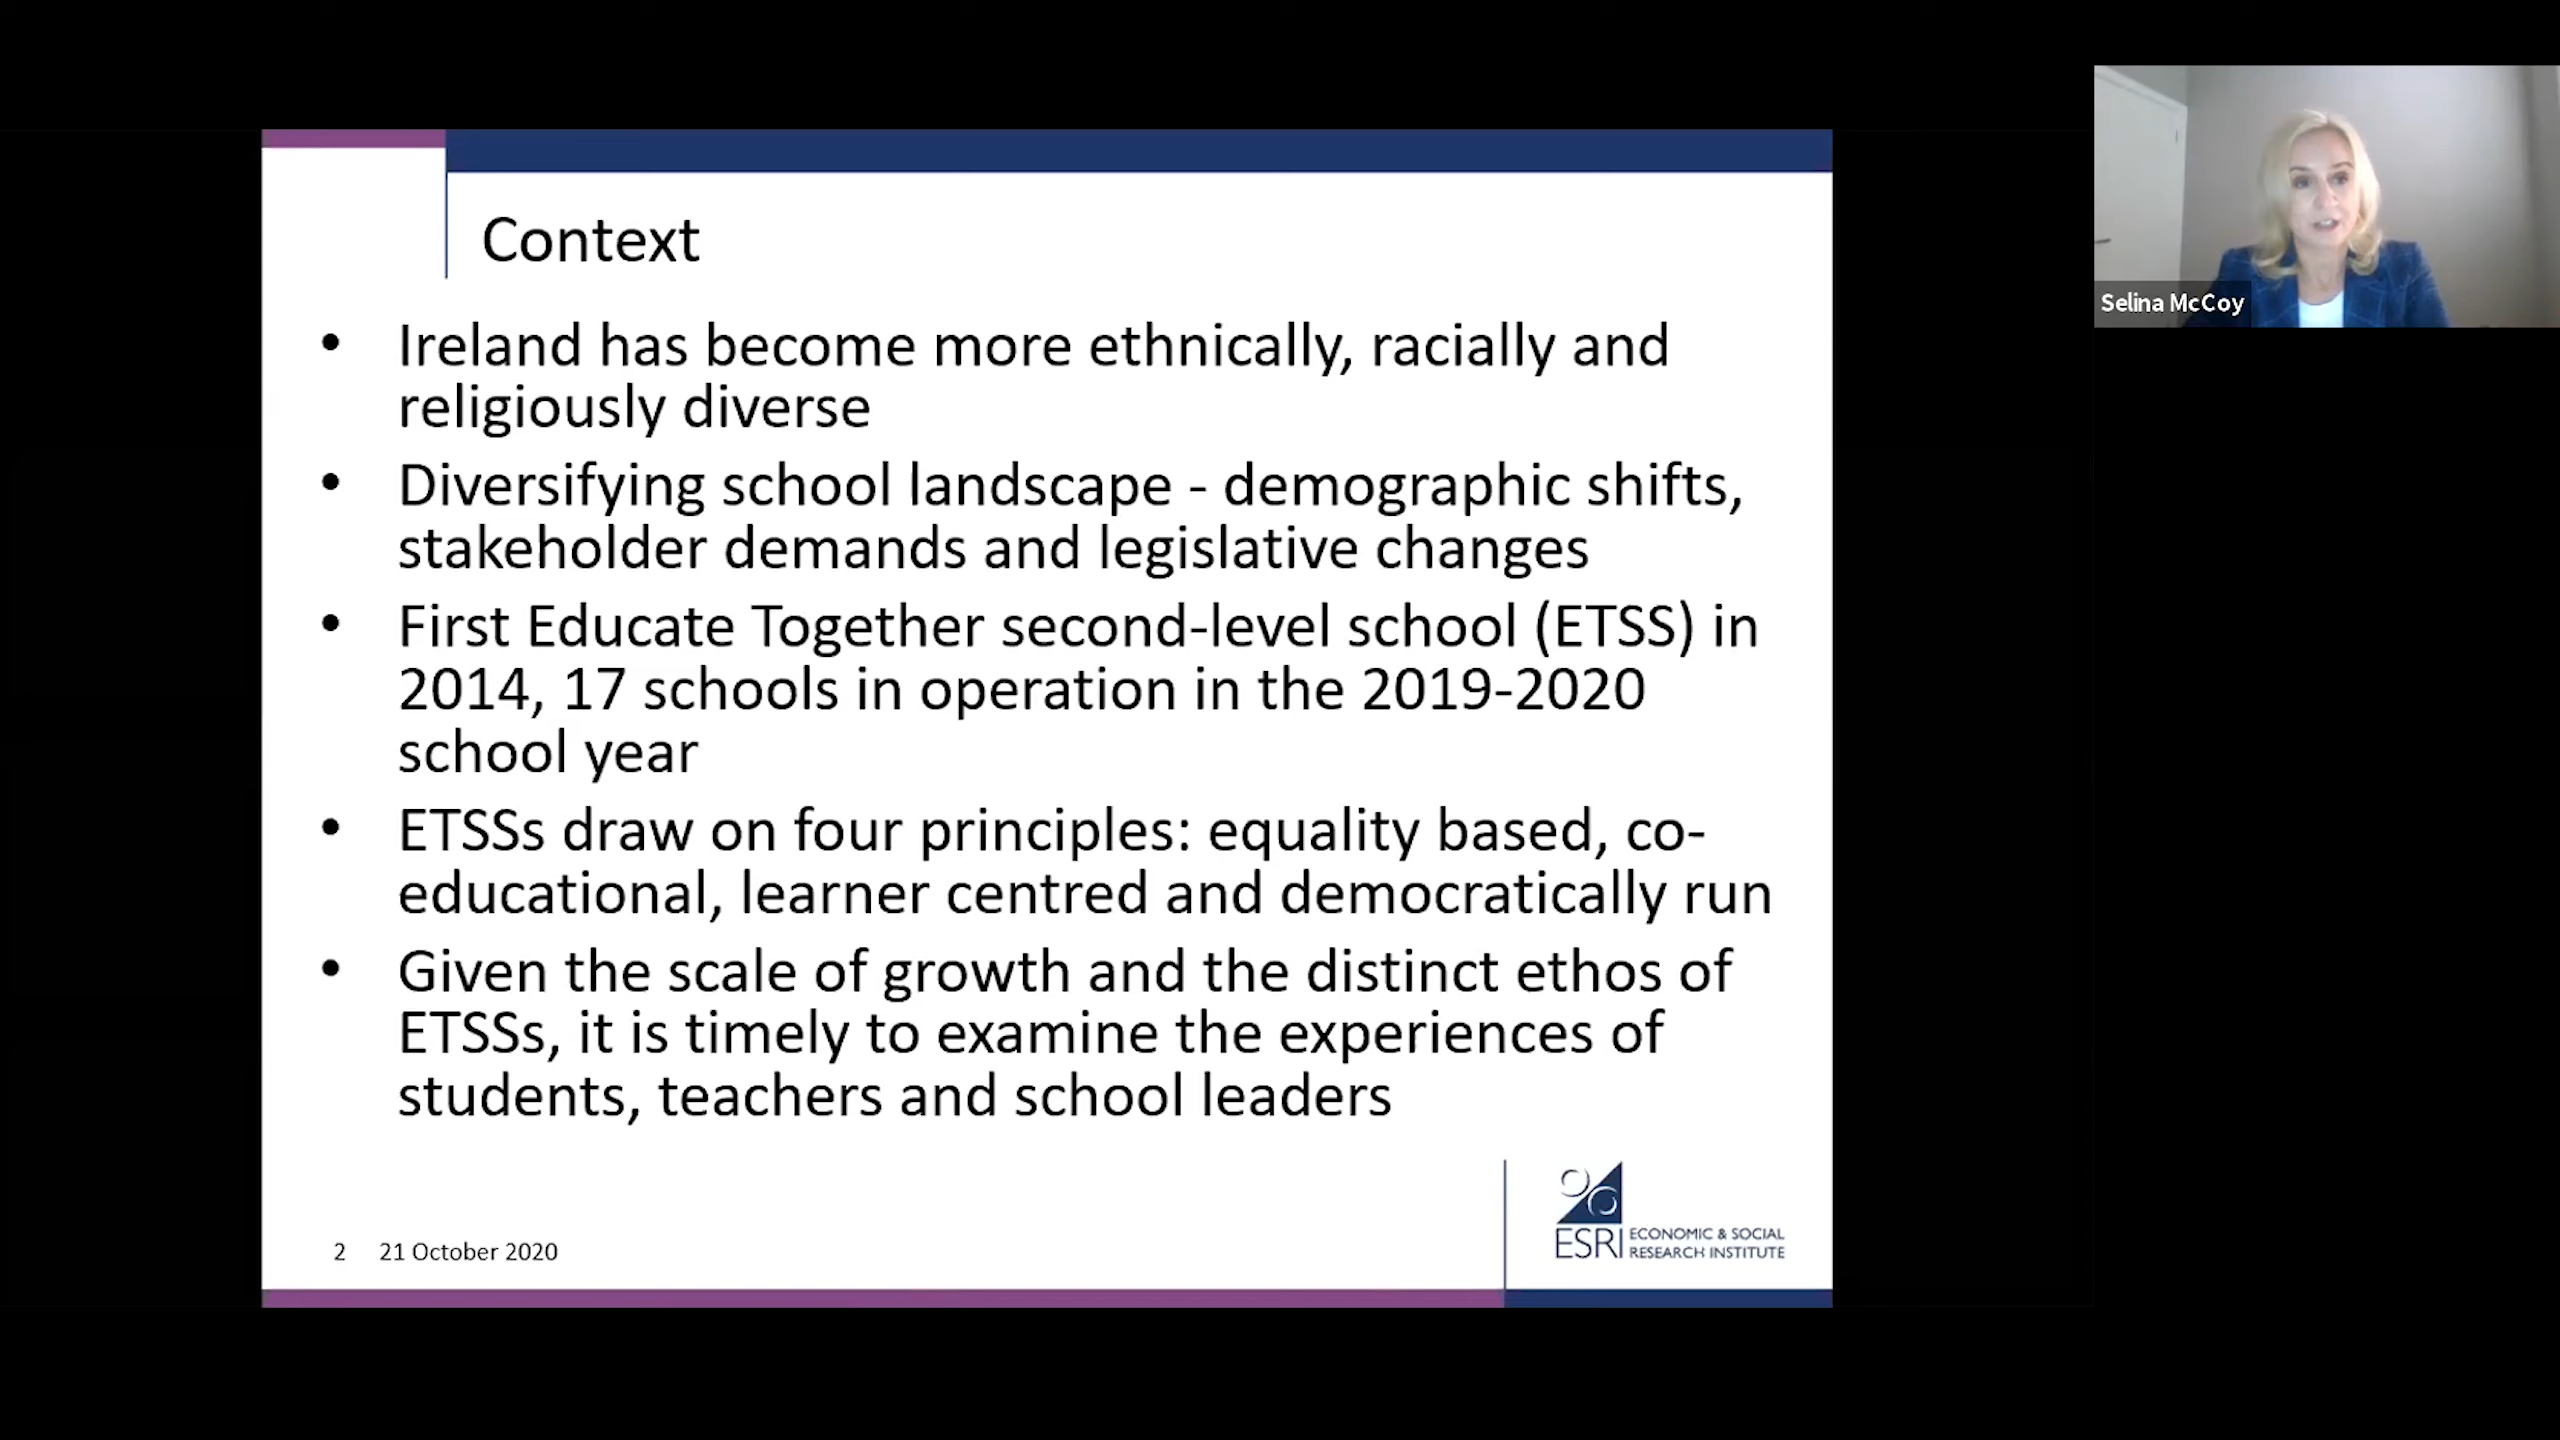 Context
• Ireland has become more ethnically, racially and
religiously diverse
• Diversifying school landscape - demographic shifts,
stakeholder demands and legislative changes
• First Educate Together second-level school (ETSS) in
2014, 17 schools in operation in the 2019-2020
school year
• ETSSs draw on four principles: equality based, co-
educational, learner centred and democratically run
• Given the scale of growth and the distinct ethos of
ETSSs, it is timely to examine the experiences of
students, teachers and school leaders
2 21 October 2020
ESRI ECONOMIC & SOCIAL
RESEARCH INSTITUTE
Selina McCoy